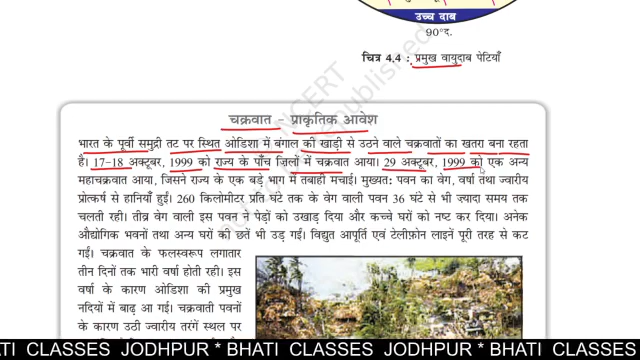 उच्च दाब
90°द.
चित्र 4.4 : प्रमुख वायुदाब पेटियाँ
चक्रवात - प्राकृतिक आवेश
भारत के पूर्वी समुद्री तट पर स्थित ओडिशा में बंगाल की खाड़ी से उठने वाले चक्रवातों का खतरा बना रहता
है। 17-18 अक्टूबर, 1999 को राज्य के पाँच ज़िलों में चक्रवात आया। 29 अक्टूबर, 1999 को एक अन्य
महाचक्रवात आया, जिसने राज्य के एक बड़े भाग में तबाही मचाई। मुख्यतः पवन का वेग, वर्षा तथा ज्वारीय
प्रोत्कर्ष से हानियाँ हुईं। 260 किलोमीटर प्रति घंटे तक के वेग वाली पवन 36 घंटे से भी ज़्यादा समय तक
चलती रही। तीव्र वेग वाली इस पवन ने पेड़ों को उखाड़ दिया और कच्चे घरों को नष्ट कर दिया। अनेक
औद्योगिक भवनों तथा अन्य घरों की छतें भी उड़ गईं। विद्युत आपूर्ति एवं टेलीफ़ोन लाइनें पूरी तरह से कट
गईं। चक्रवात के फलस्वरूप लगातार
तीन दिनों तक भारी वर्षा होती रही। इस
वर्षा के कारण ओडिशा की प्रमुख
नदियों में बाढ़ आ गई। चक्रवाती पवनों
के कारण उठी ज्वारीय तरंगें स्थल पर
ATI CLASSES JODHPUR * BHATI CLASSES JODHPUR * BHATI CLASSES JODH